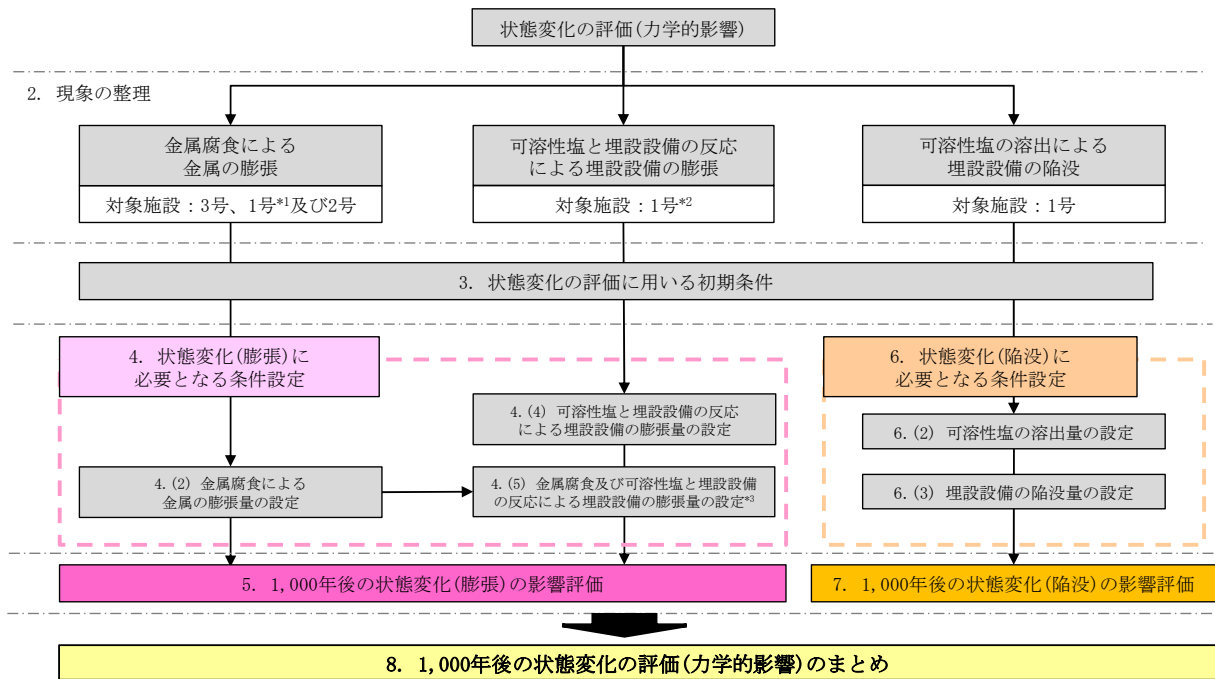 状態変化の評価(力学的影響)
2. 現象の整理
金属腐食による
金属の膨張
対象施設：3号、1号*1及び2号
可溶性塩と埋設設備の反応
による埋設設備の膨張
対象施設：1号*2
可溶性塩の溶出による
埋設設備の陥没
対象施設：1号
3. 状態変化の評価に用いる初期条件
4. 状態変化(膨張)に
必要となる条件設定
4.(4) 可溶性塩と埋設設備の反応
による埋設設備の膨張量の設定
4.(2) 金属腐食による
金属の膨張量の設定
4.(5) 金属腐食及び可溶性塩と埋設設備
の反応による埋設設備の膨張量の設定*3
6. 状態変化(陥没)に
必要となる条件設定
6.(2) 可溶性塩の溶出量の設定
6.(3) 埋設設備の陥没量の設定
5. 1,000年後の状態変化(膨張)の影響評価
7. 1,000年後の状態変化(陥没)の影響評価
8. 1,000年後の状態変化の評価(力学的影響)のまとめ